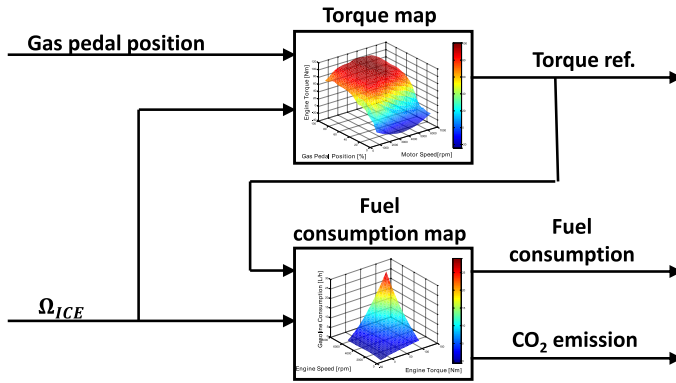 Torque map
Gas pedal position
Torque ref.
Engine Torque [Nm]
Gas Pedal Position [%]
Motor Speed[rpm]
Fuel
consumption map
Fuel
consumption
Ω_ICE
Gasoline Consumption [L/h]
Engine Speed [rpm]
Engine Torque [Nm]
CO₂ emission